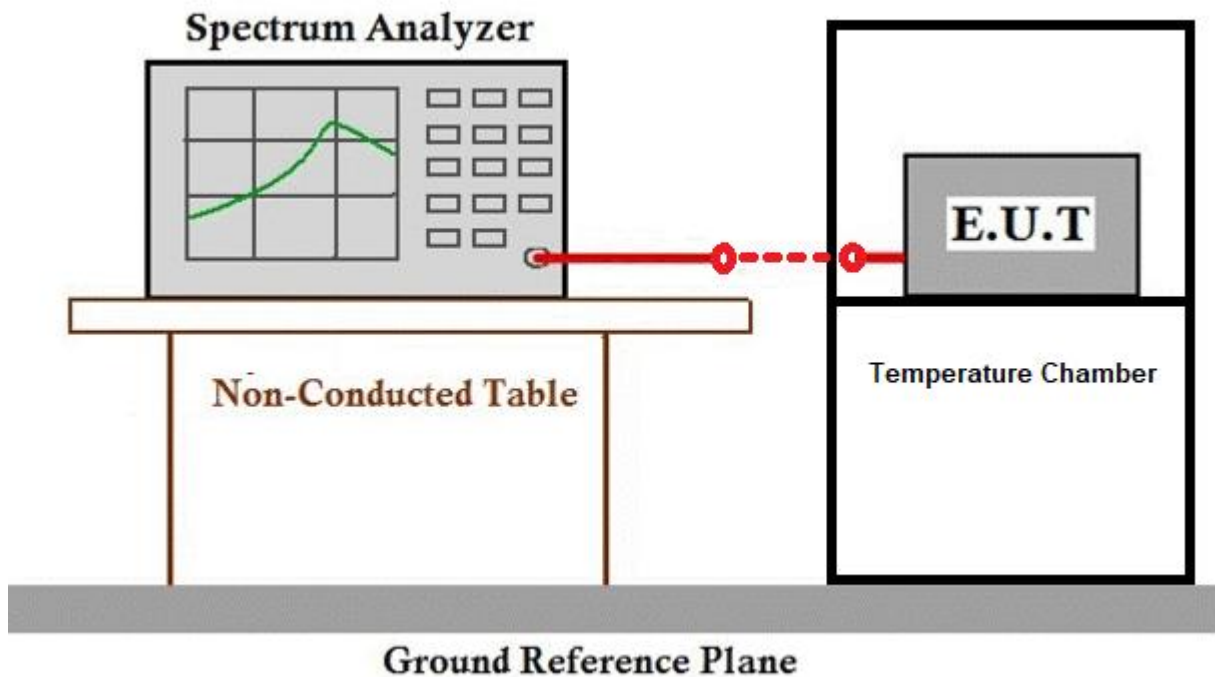 Spectrum Analyzer
E.U.T
Temperature Chamber
Non-Conducted Table
Ground Reference Plane